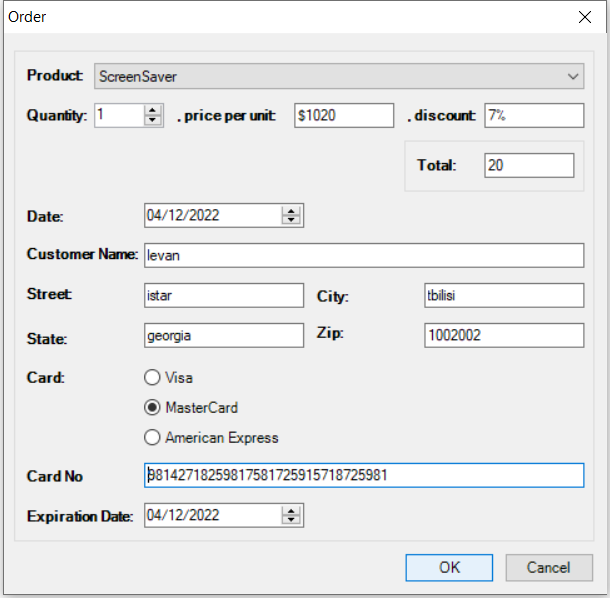 Order
Product: ScreenSaver
Quantity: 1 , price per unit: $1020 , discount: 7%
Total: 20
Date: 04/12/2022
Customer Name: levan
Street: istar City: tbilisi
State: georgia Zip: 1002002
Card: Visa
MasterCard
American Express
Card No 98142718259817581725915718725981
Expiration Date: 04/12/2022
OK Cancel